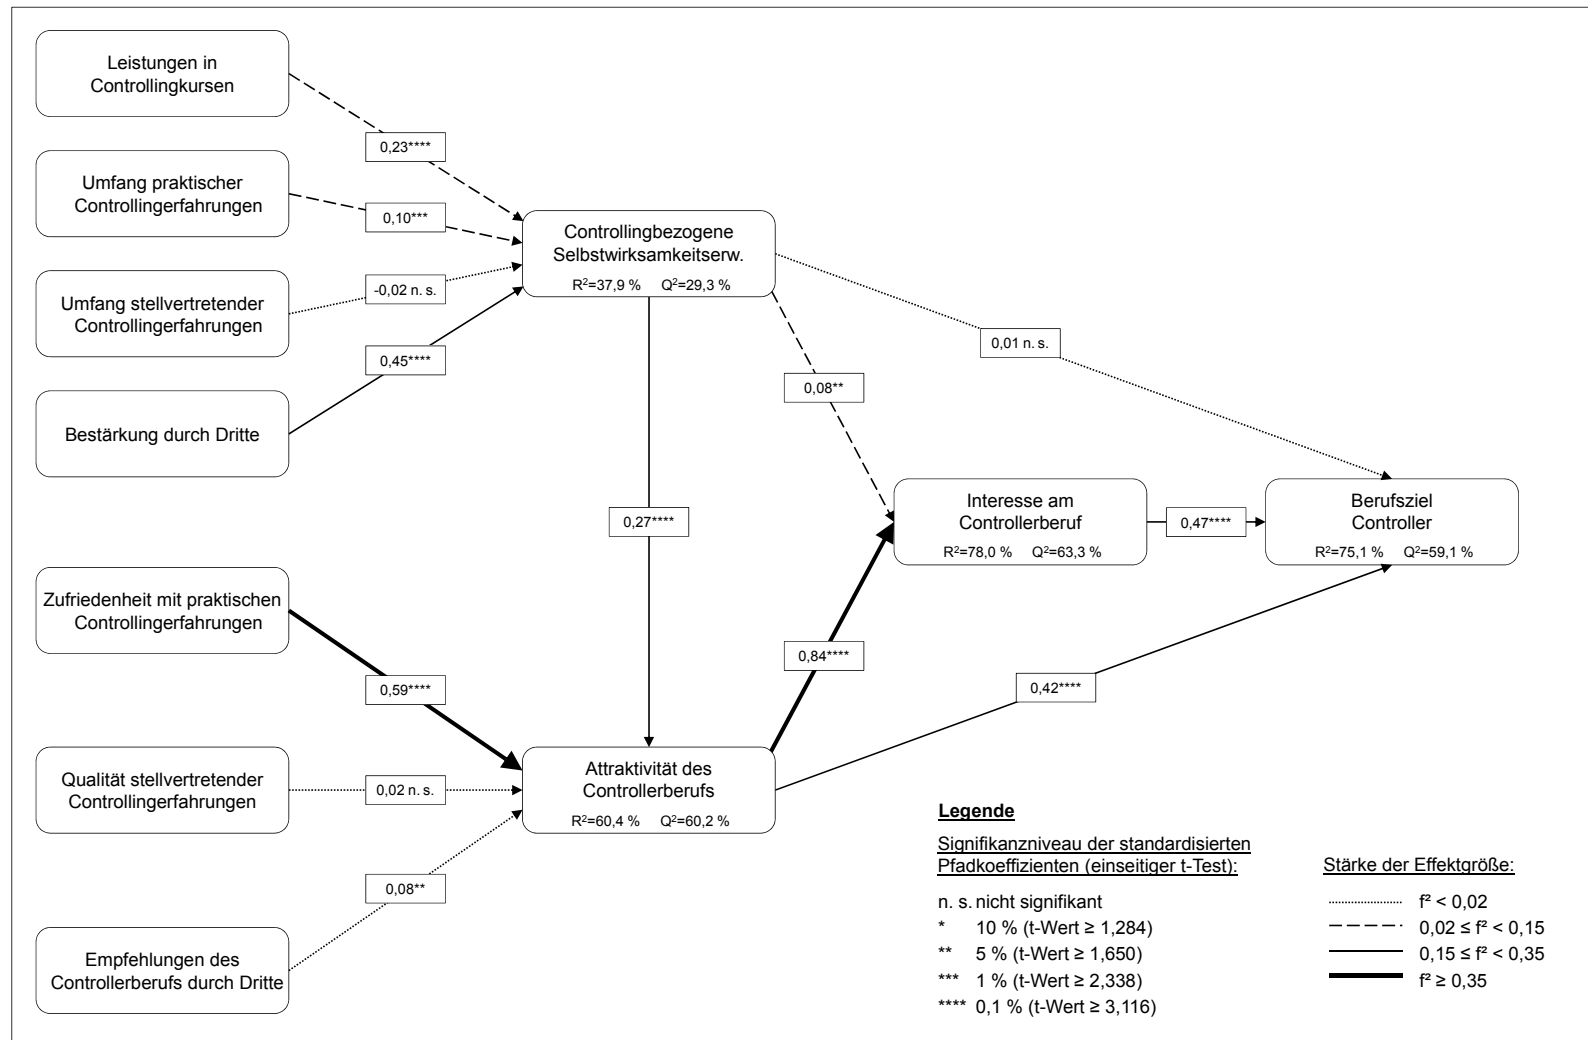 Leistungen in
Controllingkursen
0,23****
Umfang praktischer
Controllingerfahrungen
0,10***
Controllingbezogene
Selbstwirksamkeitserw.
R²=37,9 % Q²=29,3 %
Umfang stellvertretender
Controllingerfahrungen
-0,02 n. s.
0,45****
Bestärkung durch Dritte
0,01 n. s.
0,08**
0,27****
Interesse am
Controllerberuf
R²=78,0 % Q²=63,3 %
0,47****
Berufsziel
Controller
R²=75,1 % Q²=59,1 %
Zufriedenheit mit praktischen
Controllingerfahrungen
0,59****
0,84****
0,42****
Qualität stellvertretender
Controllingerfahrungen
0,02 n. s.
Attraktivität des
Controllerberufs
R²=60,4 % Q²=60,2 %
0,08**
Empfehlungen des
Controllerberufs durch Dritte
Legende
Signifikanzniveau der standardisierten
Pfadkoeffizienten (einseitiger t-Test):
n. s. nicht signifikant
* 10 % (t-Wert ≥ 1,284)
** 5 % (t-Wert ≥ 1,650)
*** 1 % (t-Wert ≥ 2,338)
**** 0,1 % (t-Wert ≥ 3,116)
Stärke der Effektgröße:
f² < 0,02
0,02 ≤ f² < 0,15
0,15 ≤ f² < 0,35
f² ≥ 0,35